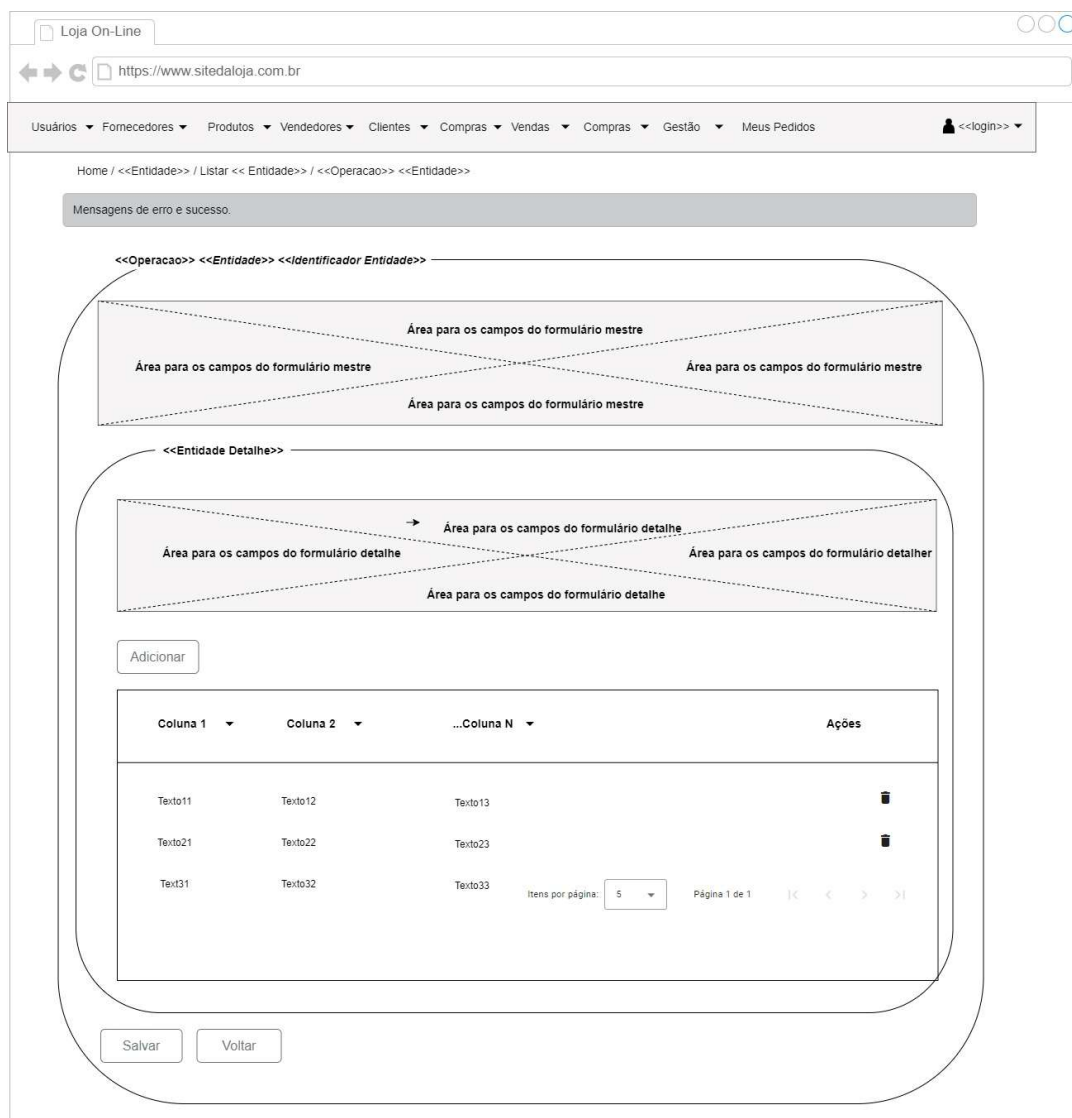 Loja On-Line
https://www.sitedaloja.com.br
Usuários Fornecedores Produtos Vendedores Clientes Compras Vendas Compras Gestão Meus Pedidos <<login>>
Home / <<Entidade>> / Listar << Entidade>> / <<Operacao>> <<Entidade>>
Mensagens de erro e sucesso.
<<Operacao>> <<Entidade>> <<Identificador Entidade>>
Área para os campos do formulário mestre
Área para os campos do formulário mestre Área para os campos do formulário mestre
Área para os campos do formulário mestre
<<Entidade Detalhe>>
Área para os campos do formulário detalhe
Área para os campos do formulário detalhe Área para os campos do formulário detalher
Área para os campos do formulário detalhe
Adicionar
Coluna 1 Coluna 2 ...Coluna N Ações
Texto11 Texto12 Texto13
Texto21 Texto22 Texto23
Text31 Texto32 Texto33
Itens por página: 5 Página 1 de 1
Salvar Voltar